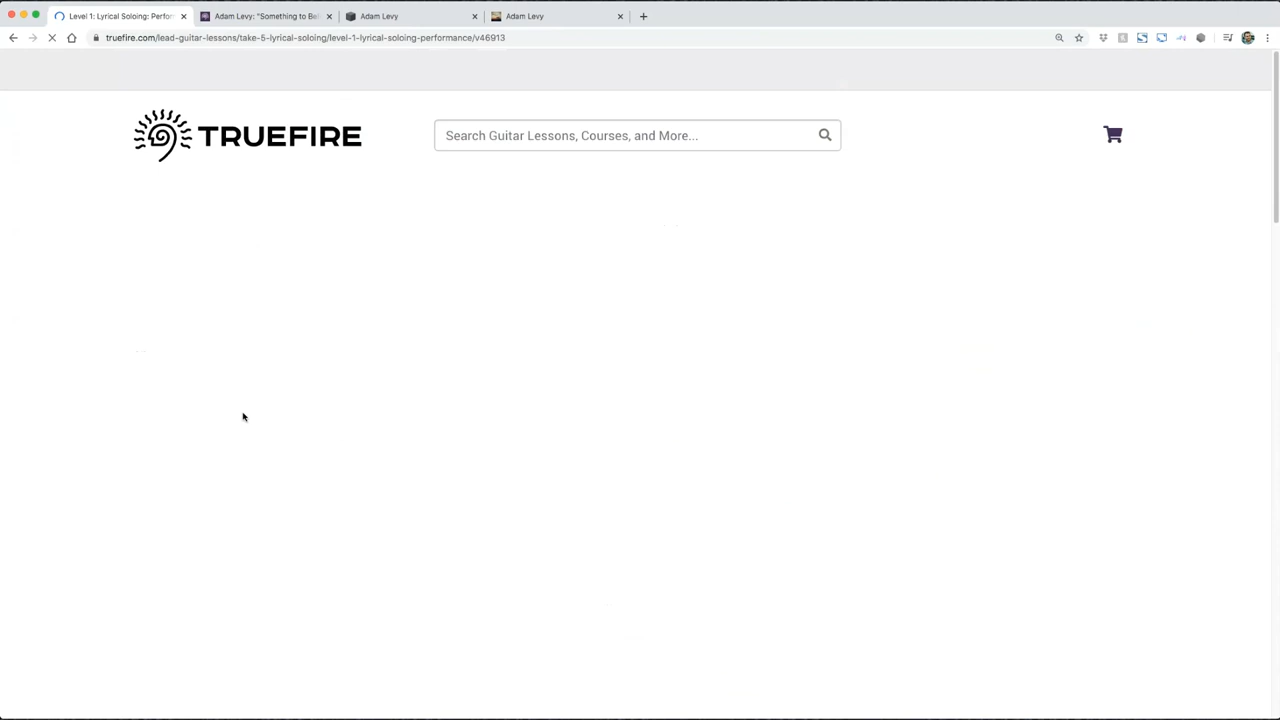 Level 1: Lyrical Soloing: Perfor
Adam Levy: "Something to Bel
Adam Levy
Adam Levy
truefire.com/lead-guitar-lessons/take-5-lyrical-soloing/level-1-lyrical-soloing-performance/v46913
TRUEFIRE
Search Guitar Lessons, Courses, and More...